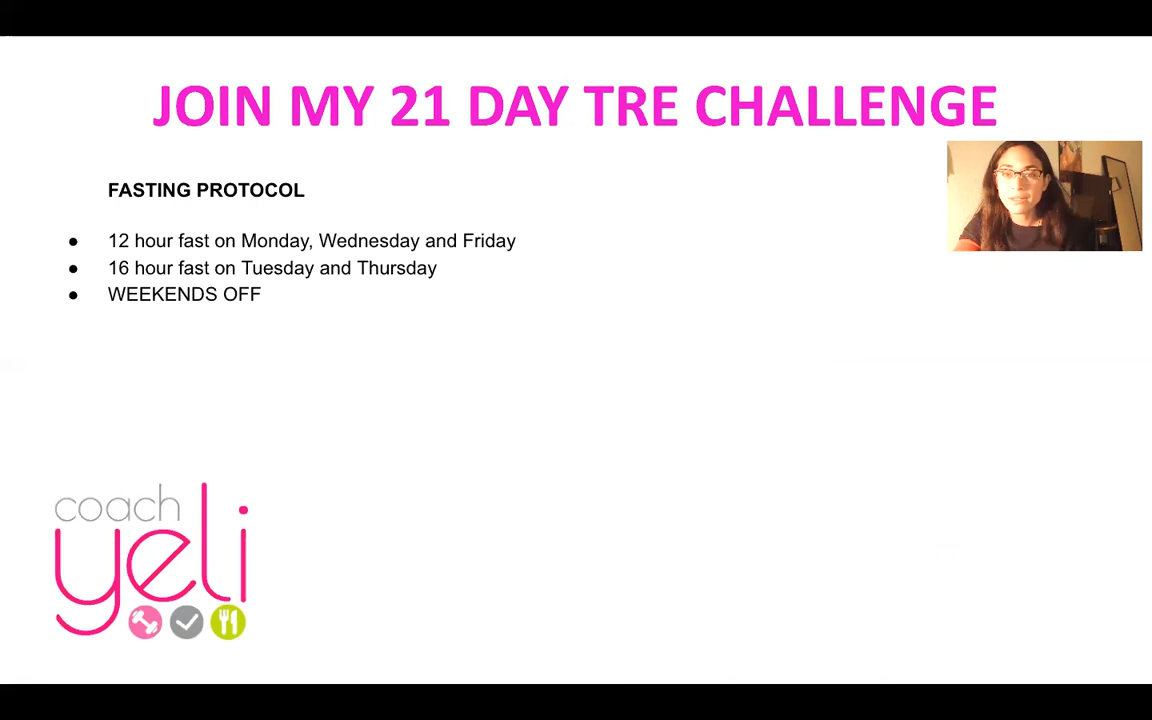 JOIN MY 21 DAY TRE CHALLENGE
FASTING PROTOCOL
● 12 hour fast on Monday, Wednesday and Friday
● 16 hour fast on Tuesday and Thursday
● WEEKENDS OFF
coach
yeli